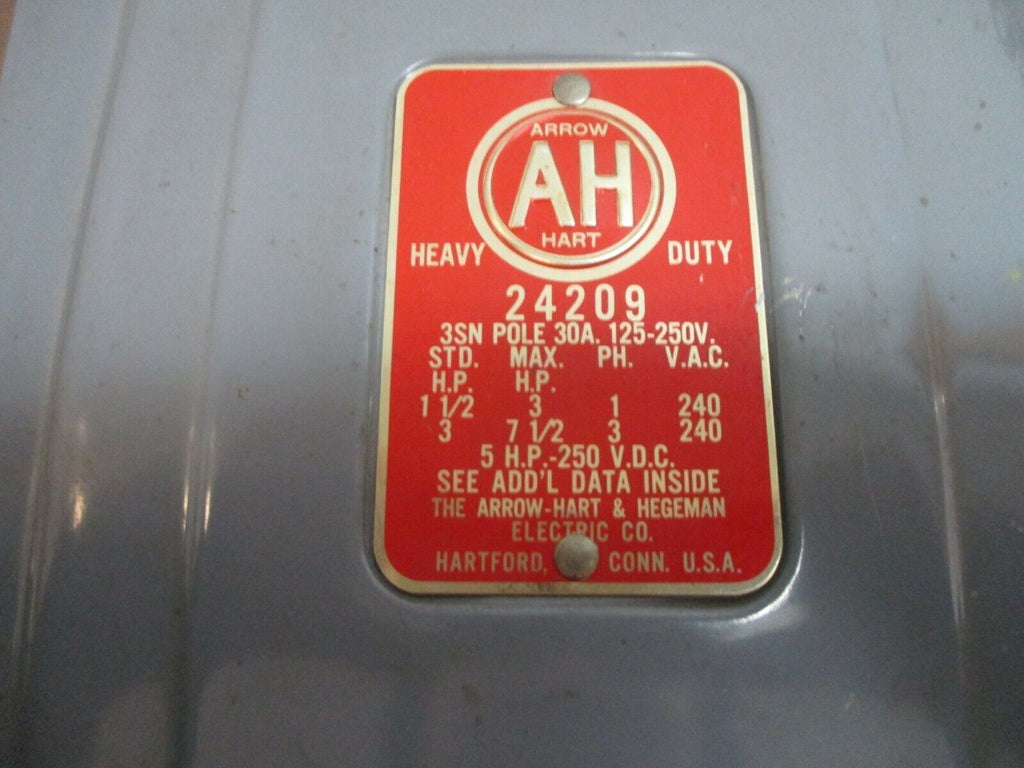 ARROW
AH
HART
HEAVY DUTY
24209
3SN POLE 30A. 125-250V.
STD. MAX. PH. V.A.C.
H.P. H.P.
1 1/2 3 1 240
3 7 1/2 3 240
5 H.P.-250 V.D.C.
SEE ADD'L DATA INSIDE
THE ARROW-HART & HEGEMAN
ELECTRIC CO.
HARTFORD, CONN. U.S.A.